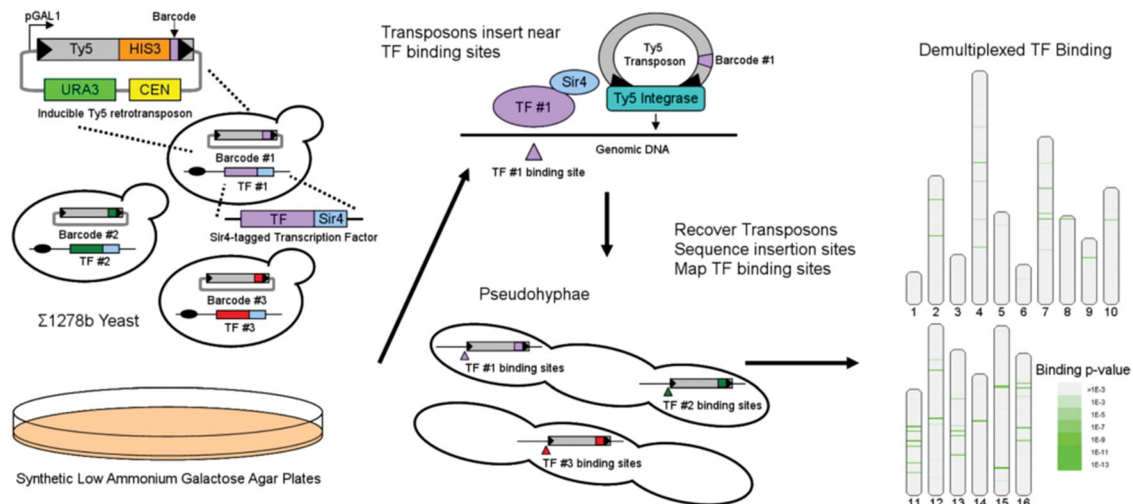 pGAL1
Barcode
Ty5
HIS3
URA3
CEN
Inducible Ty5 retrotransposon
Barcode #1
TF #1
TF
Sir4
Sir4-tagged Transcription Factor
Barcode #2
TF #2
Barcode #3
TF #3
Σ1278b Yeast
Synthetic Low Ammonium Galactose Agar Plates
Transposons insert near
TF binding sites
Ty5
Transposon
Barcode #1
Sir4
TF #1
Ty5 Integrase
Genomic DNA
TF #1 binding site
Recover Transposons
Sequence insertion sites
Map TF binding sites
Pseudohyphae
TF #1 binding sites
TF #2 binding sites
TF #3 binding sites
Demultiplexed TF Binding
1 2 3 4 5 6 7 8 9 10
11 12 13 14 15 16
Binding p-value
>1E-3
1E-3
1E-5
1E-7
1E-9
1E-11
1E-13